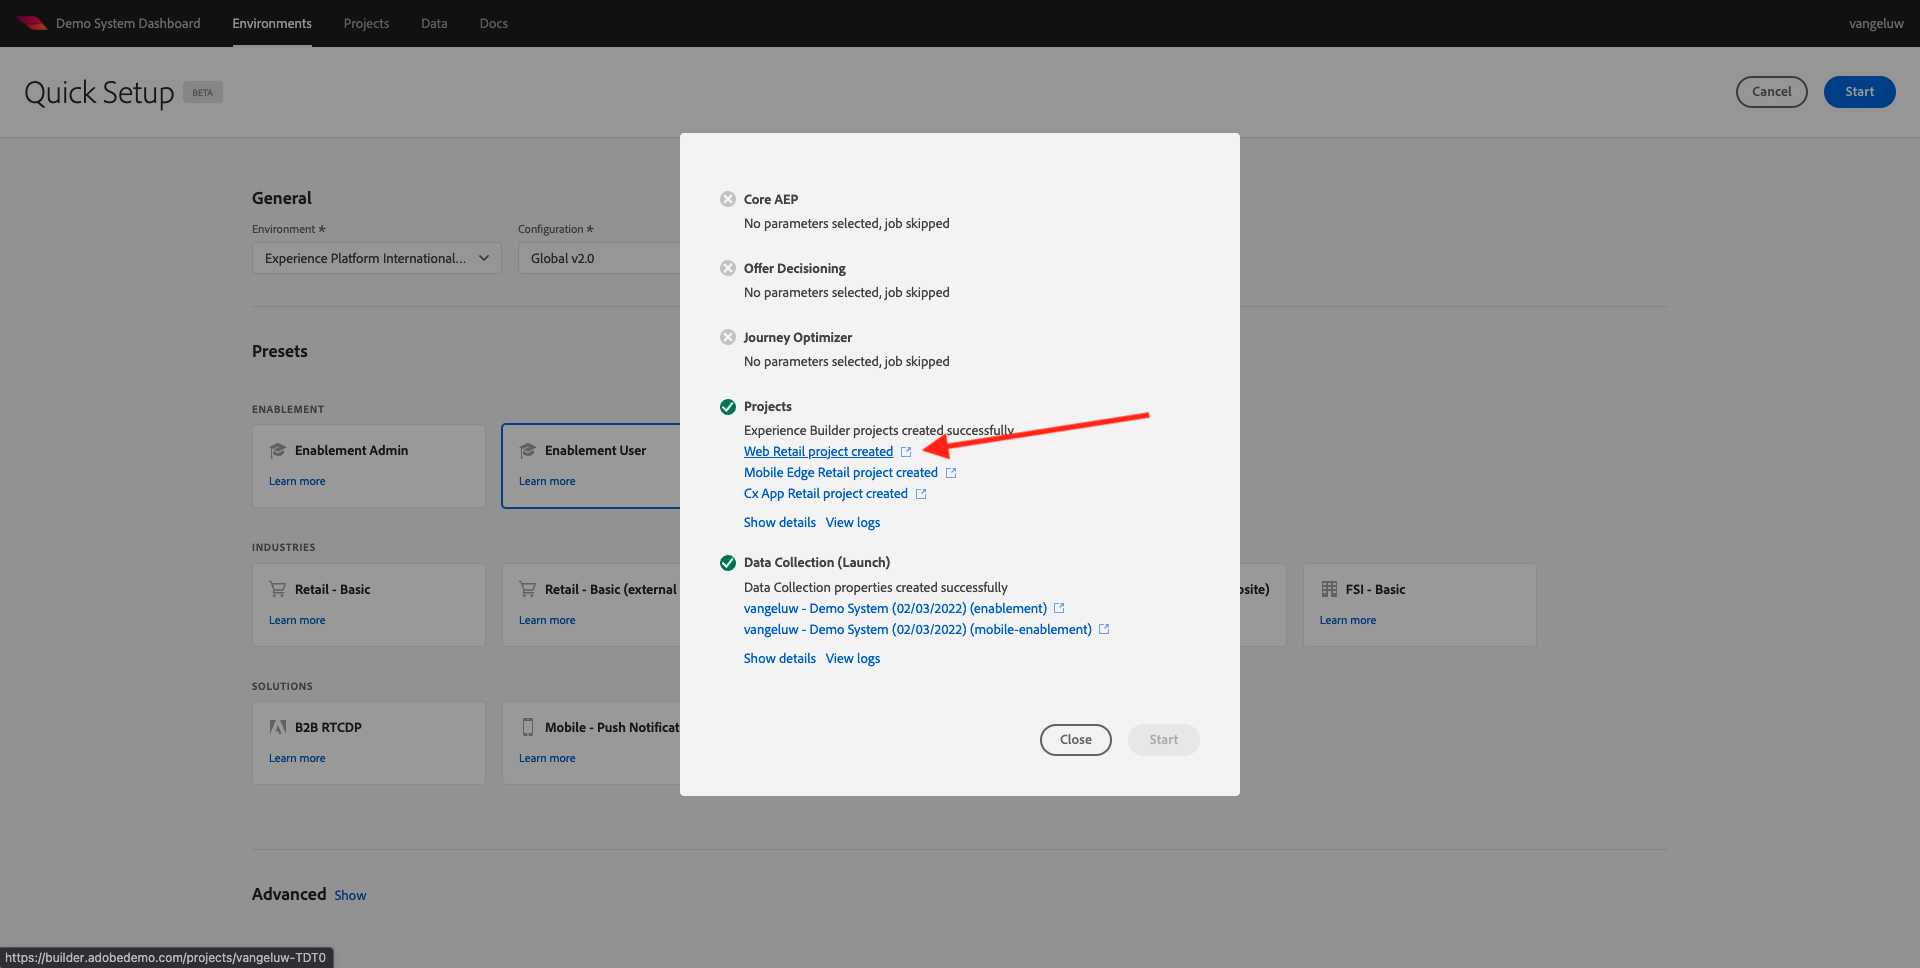 Demo System Dashboard Environments Projects Data Docs vangeluw
Quick Setup BETA Cancel Start
General
Environment * Configuration *
Experience Platform International... Global v2.0
Presets
ENABLEMENT
Enablement Admin Enablement User
Learn more Learn more
INDUSTRIES
Retail - Basic Retail - Basic (external FSI - Basic
Learn more Learn more Learn more
SOLUTIONS
B2B RTCDP Mobile - Push Notificat
Learn more Learn more
Advanced Show
Core AEP
No parameters selected, job skipped
Offer Decisioning
No parameters selected, job skipped
Journey Optimizer
No parameters selected, job skipped
Projects
Experience Builder projects created successfully
Web Retail project created
Mobile Edge Retail project created
Cx App Retail project created
Show details View logs
Data Collection (Launch)
Data Collection properties created successfully
vangeluw - Demo System (02/03/2022) (enablement)
vangeluw - Demo System (02/03/2022) (mobile-enablement)
Show details View logs
Close Start
https://builder.adobedemo.com/projects/vangeluw-TDT0